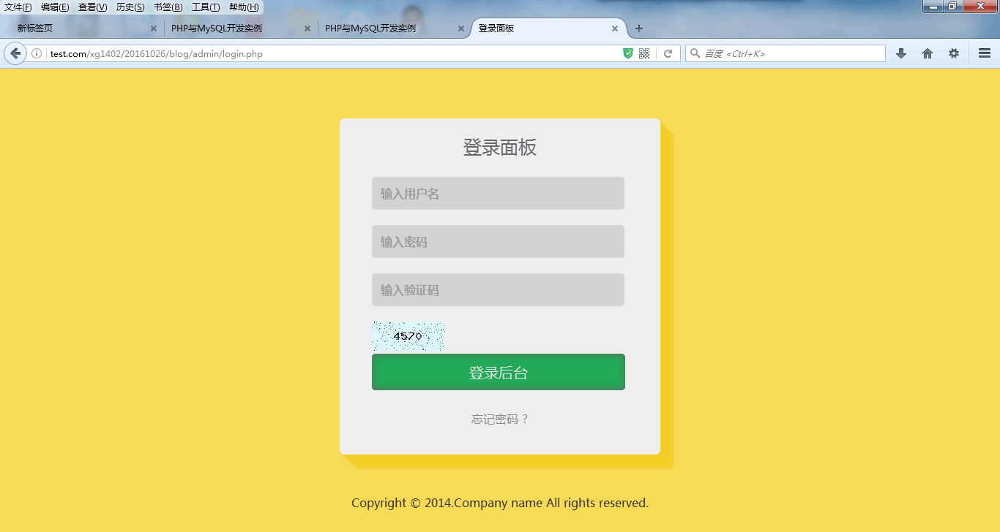 文件(F) 编辑(E) 查看(V) 历史(S) 书签(B) 工具(T) 帮助(H)
新标签页 PHP与MySQL开发实例 PHP与MySQL开发实例 登录面板
test.com/xg1402/20161026/blog/admin/login.php 百度 <Ctrl+K>
登录面板
输入用户名
输入密码
输入验证码
4570
登录后台
忘记密码？
Copyright © 2014.Company name All rights reserved.